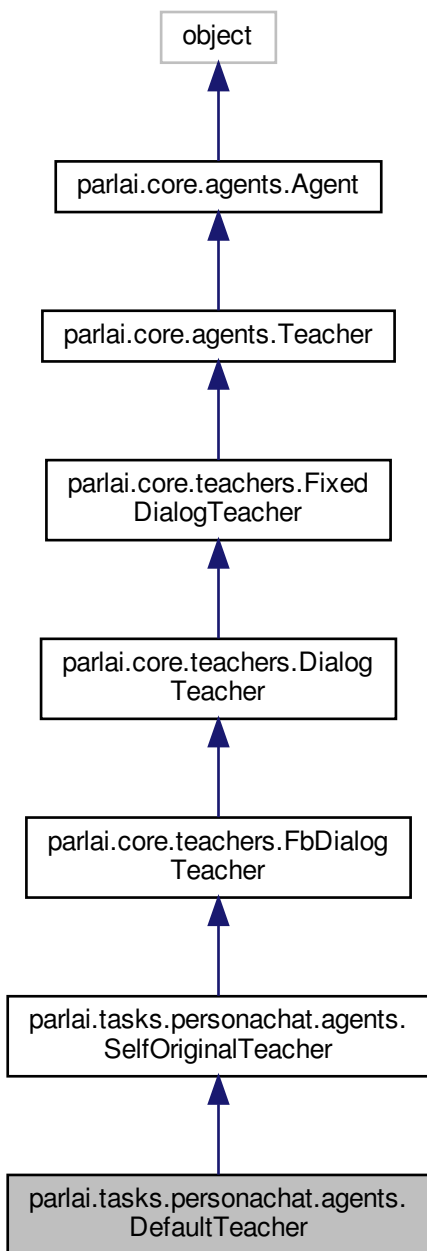 object
parlai.core.agents.Agent
parlai.core.agents.Teacher
parlai.core.teachers.Fixed
DialogTeacher
parlai.core.teachers.Dialog
Teacher
parlai.core.teachers.FbDialog
Teacher
parlai.tasks.personachat.agents.
SelfOriginalTeacher
parlai.tasks.personachat.agents.
DefaultTeacher